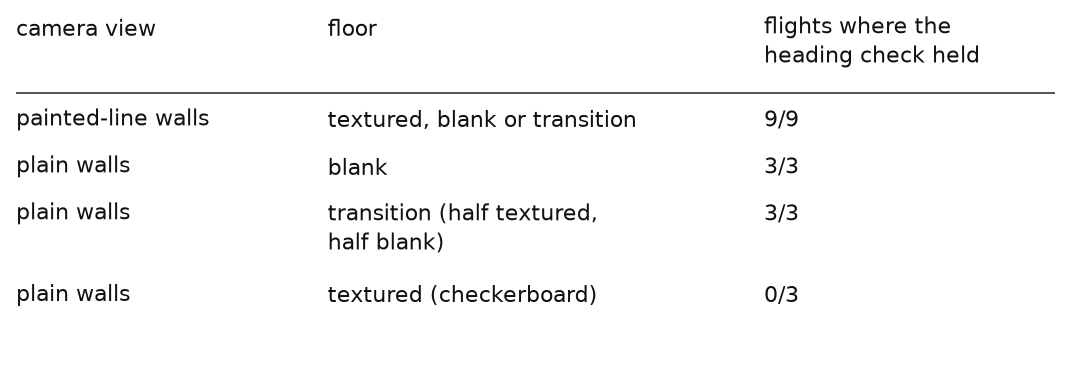 camera view floor flights where the
heading check held
painted-line walls textured, blank or transition 9/9
plain walls blank 3/3
plain walls transition (half textured, 3/3
half blank)
plain walls textured (checkerboard) 0/3